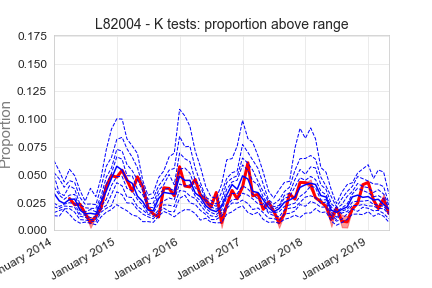 L82004 - K tests: proportion above range
Proportion
0.175
0.150
0.125
0.100
0.075
0.050
0.025
0.000
nuary 2014
January 2015
January 2016
January 2017
January 2018
January 2019